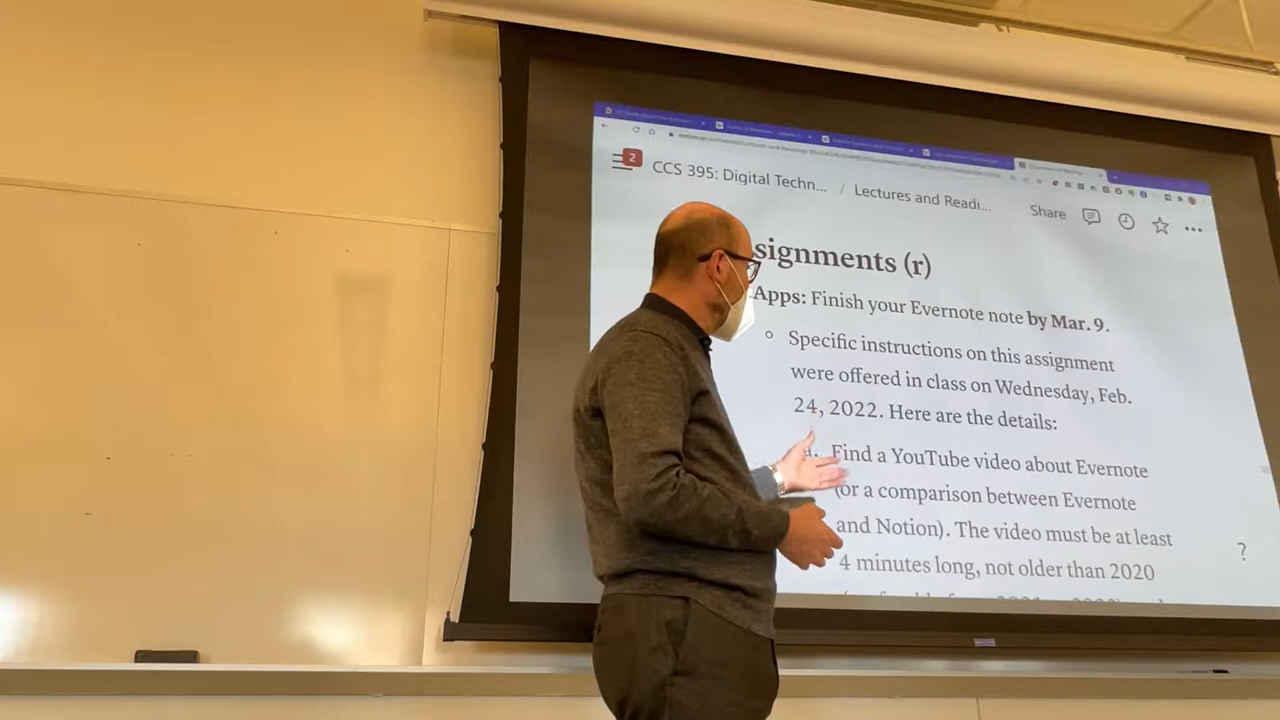 2
CCS 395: Digital Techn... / Lectures and Readi...
Share
signments (r)
Apps: Finish your Evernote note by Mar. 9.
Specific instructions on this assignment
were offered in class on Wednesday, Feb.
24, 2022. Here are the details:
Find a YouTube video about Evernote
(or a comparison between Evernote
and Notion). The video must be at least
4 minutes long, not older than 2020
?